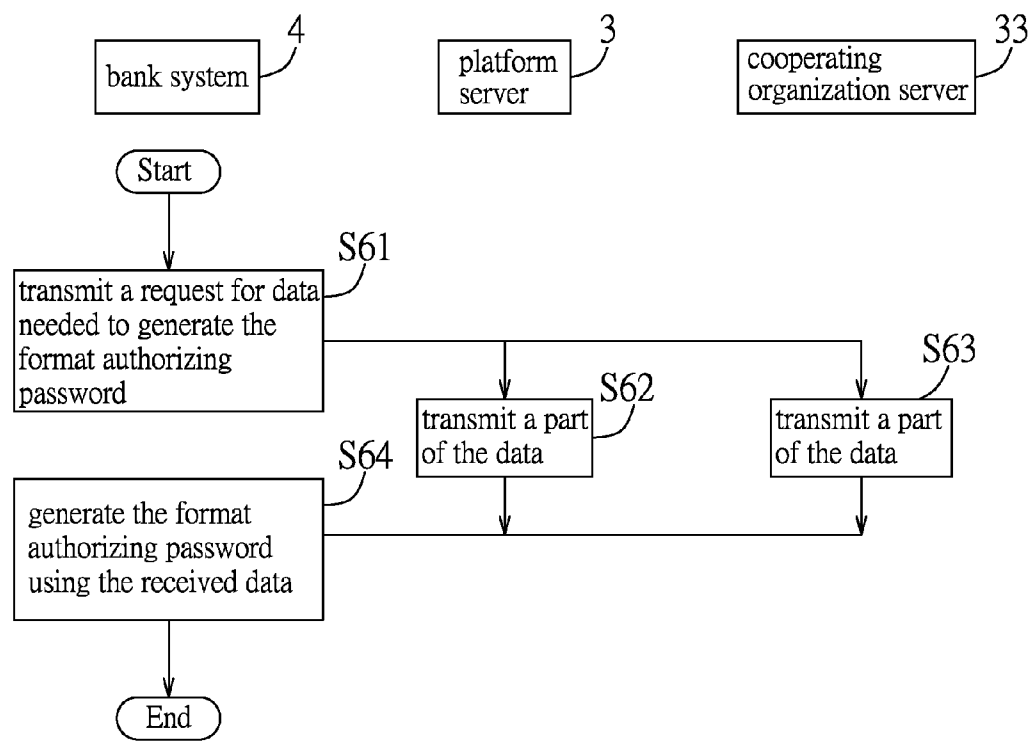 4
3
33
bank system
platform
server
cooperating
organization server
Start
S61
transmit a request for data
needed to generate the
format authorizing
password
S62
transmit a part
of the data
S63
transmit a part
of the data
S64
generate the format
authorizing password
using the received data
End